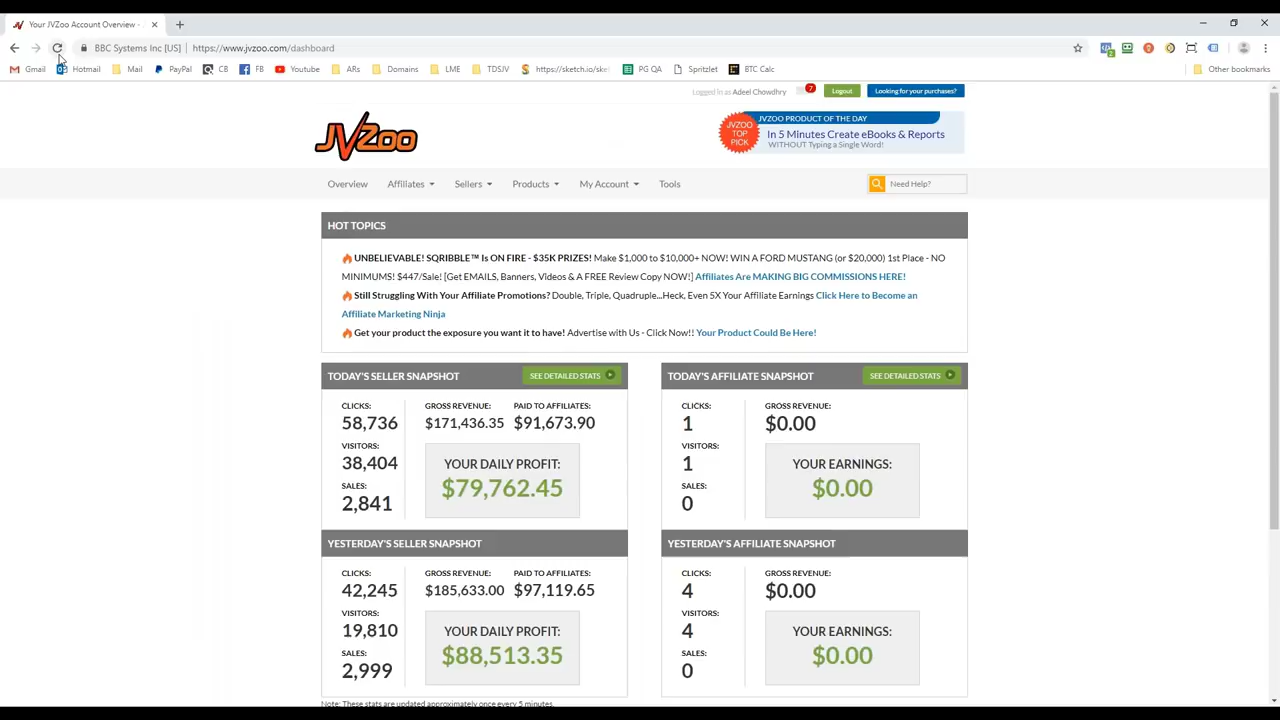 Your JVZoo Account Overview -
BBC Systems Inc [US] | https://www.jvzoo.com/dashboard
Gmail Hotmail Mail PayPal CB FB Youtube ARs Domains LME TDSJV https://sketch.io/ske PG QA Spritzlet BTC Calc Other bookmarks
Logged in as Adeel Chowdhry 7 Logout Looking for your purchases?
JVZoo
JVZOO TOP PICK
JVZOO PRODUCT OF THE DAY
In 5 Minutes Create eBooks & Reports
WITHOUT Typing a Single Word!
Overview Affiliates Sellers Products My Account Tools Need Help?
HOT TOPICS
UNBELIEVABLE! SQRIBBLE™ Is ON FIRE - $35K PRIZES! Make $1,000 to $10,000+ NOW! WIN A FORD MUSTANG (or $20,000) 1st Place - NO
MINIMUMS! $447/Sale! [Get EMAILS, Banners, Videos & A FREE Review Copy NOW!] Affiliates Are MAKING BIG COMMISSIONS HERE!
Still Struggling With Your Affiliate Promotions? Double, Triple, Quadruple...Heck, Even 5X Your Affiliate Earnings Click Here to Become an
Affiliate Marketing Ninja
Get your product the exposure you want it to have! Advertise with Us - Click Now!! Your Product Could Be Here!
TODAY'S SELLER SNAPSHOT SEE DETAILED STATS
CLICKS: GROSS REVENUE: PAID TO AFFILIATES:
58,736 $171,436.35 $91,673.90
VISITORS:
38,404
YOUR DAILY PROFIT:
$79,762.45
SALES:
2,841
TODAY'S AFFILIATE SNAPSHOT SEE DETAILED STATS
CLICKS: GROSS REVENUE:
1 $0.00
VISITORS:
1
YOUR EARNINGS:
$0.00
SALES:
0
YESTERDAY'S SELLER SNAPSHOT
CLICKS: GROSS REVENUE: PAID TO AFFILIATES:
42,245 $185,633.00 $97,119.65
VISITORS:
19,810
YOUR DAILY PROFIT:
$88,513.35
SALES:
2,999
YESTERDAY'S AFFILIATE SNAPSHOT
CLICKS: GROSS REVENUE:
4 $0.00
VISITORS:
4
YOUR EARNINGS:
$0.00
SALES:
0
Note: These stats are updated approximately once every 5 minutes.